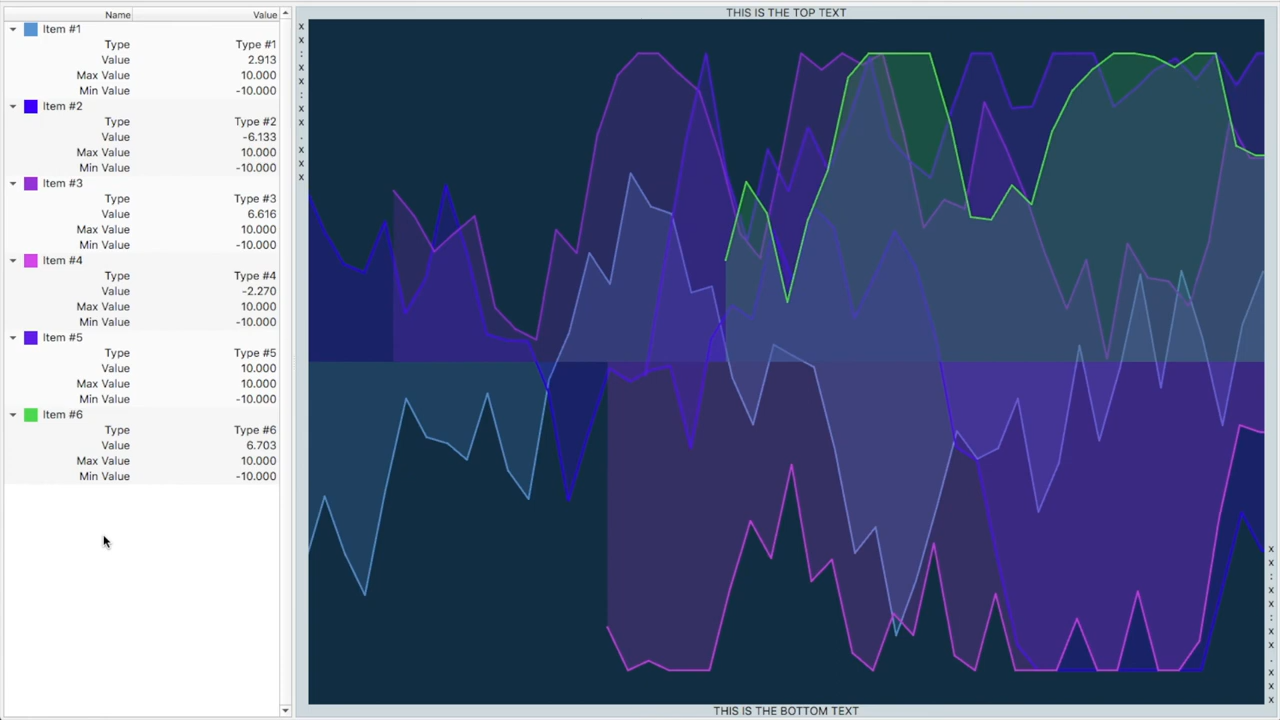 Name Value
Item #1
Type Type #1
Value 2.913
Max Value 10.000
Min Value -10.000
Item #2
Type Type #2
Value -6.133
Max Value 10.000
Min Value -10.000
Item #3
Type Type #3
Value 6.616
Max Value 10.000
Min Value -10.000
Item #4
Type Type #4
Value -2.270
Max Value 10.000
Min Value -10.000
Item #5
Type Type #5
Value 10.000
Max Value 10.000
Min Value -10.000
Item #6
Type Type #6
Value 6.703
Max Value 10.000
Min Value -10.000
THIS IS THE TOP TEXT
x
x
:
x
x
:
x
x
.
x
x
x
x
x
:
x
x
:
x
x
.
x
x
x
THIS IS THE BOTTOM TEXT